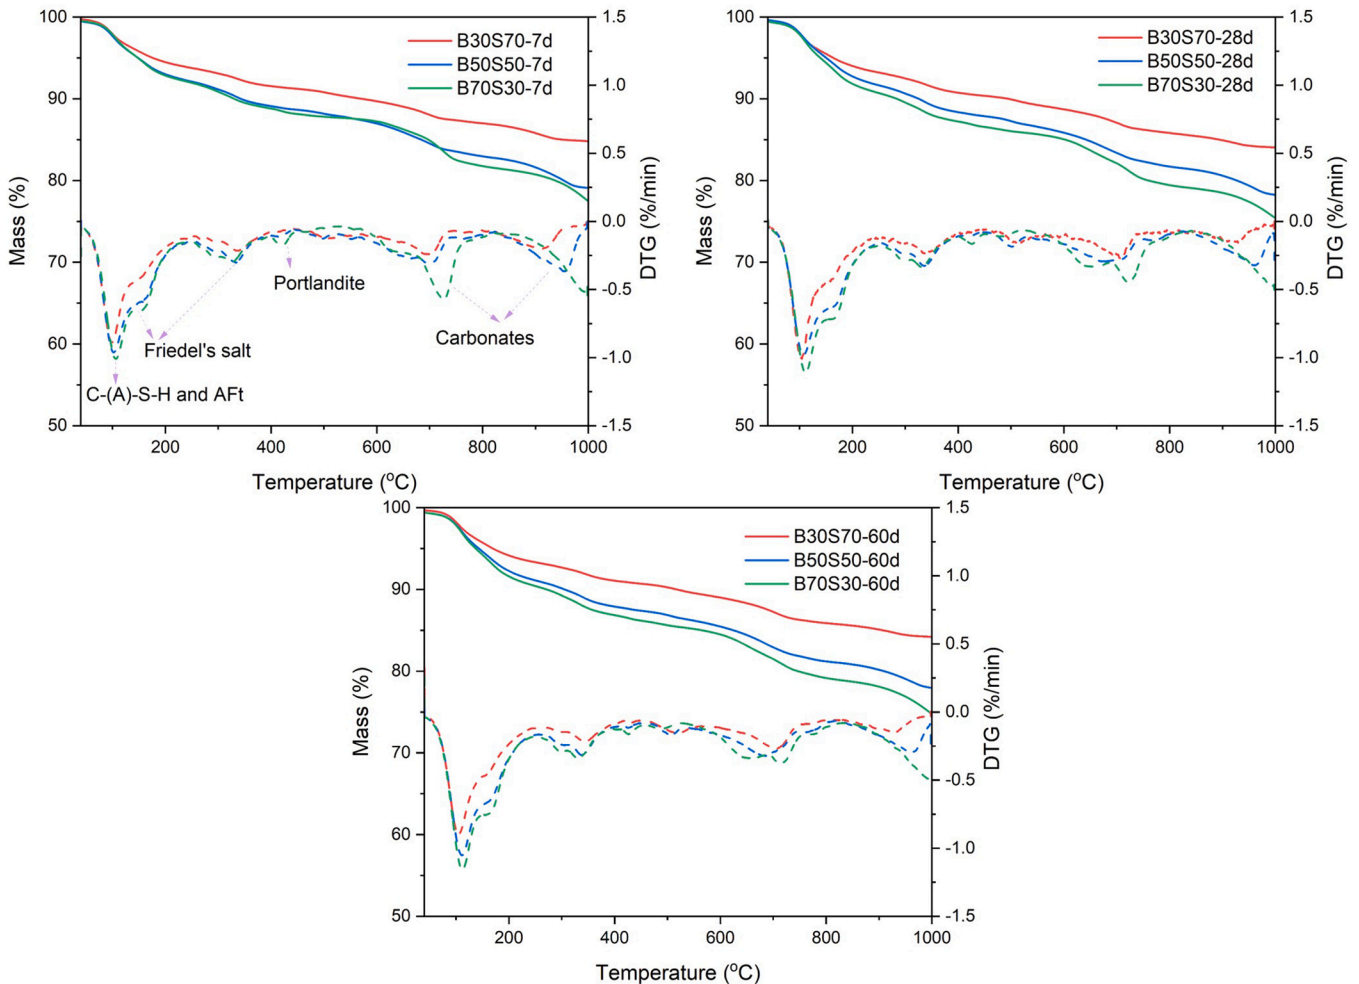 100
90
80
70
60
50
Mass (%)
1.5
1.0
0.5
0.0
-0.5
-1.0
-1.5
DTG (%/min)
B30S70-7d
B50S50-7d
B70S30-7d
Portlandite
Friedel's salt
Carbonates
C-(A)-S-H and AFt
200 400 600 800 1000
Temperature (°C)
100
90
80
70
60
50
Mass (%)
1.5
1.0
0.5
0.0
-0.5
-1.0
-1.5
DTG (%/min)
B30S70-28d
B50S50-28d
B70S30-28d
200 400 600 800 1000
Temperature (°C)
100
90
80
70
60
50
Mass (%)
1.5
1.0
0.5
0.0
-0.5
-1.0
-1.5
DTG (%/min)
B30S70-60d
B50S50-60d
B70S30-60d
200 400 600 800 1000
Temperature (°C)